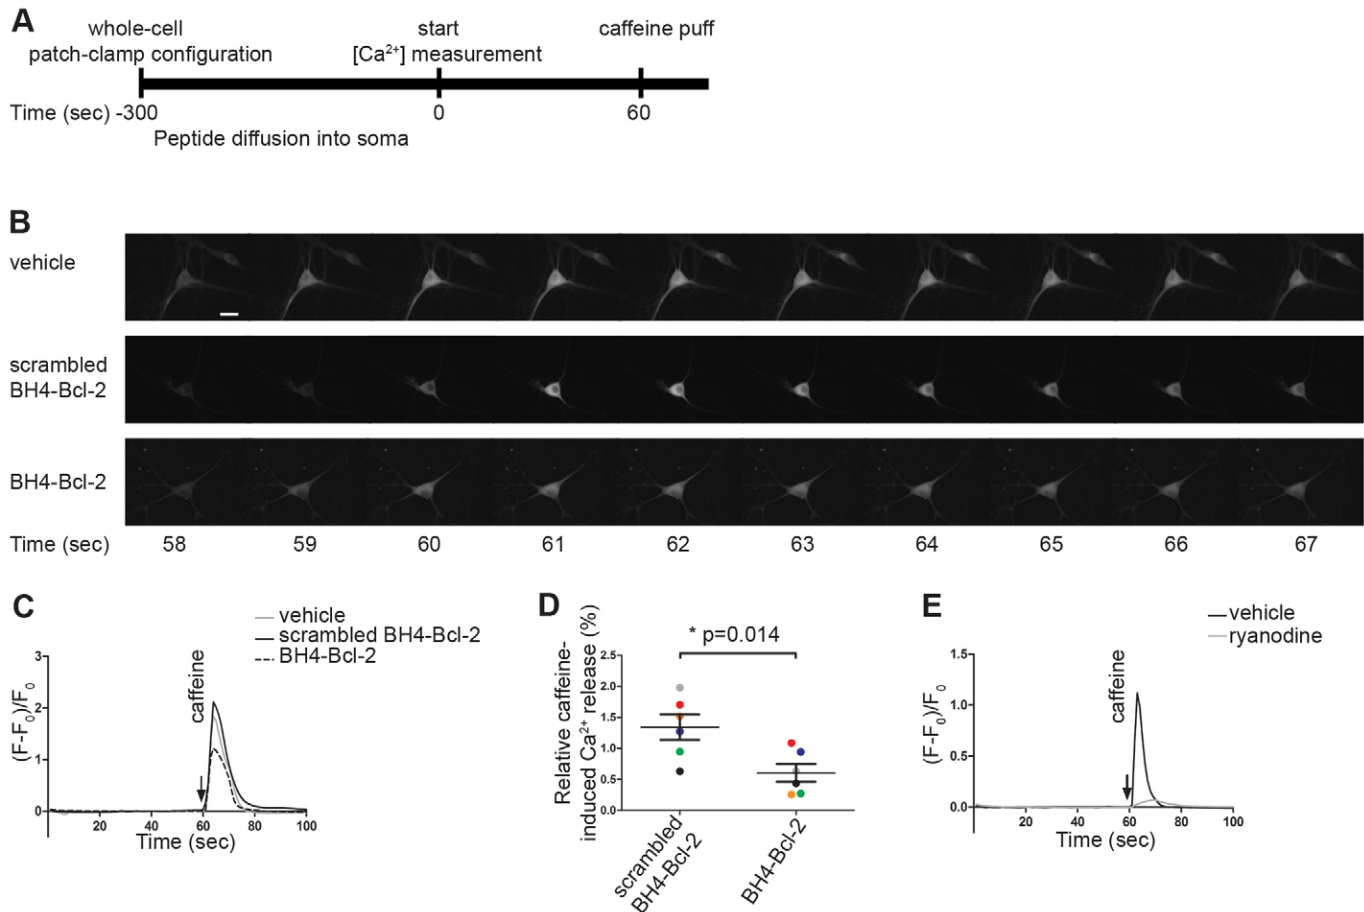 A
whole-cell
patch-clamp configuration
start
[Ca²⁺] measurement
caffeine puff
Time (sec) -300
0
60
Peptide diffusion into soma
B
vehicle
scrambled
BH4-Bcl-2
BH4-Bcl-2
Time (sec)
58
59
60
61
62
63
64
65
66
67
C
vehicle
scrambled BH4-Bcl-2
BH4-Bcl-2
(F-F₀)/F₀
3
2
1
0
caffeine
20
40
60
80
100
Time (sec)
D
* p=0.014
Relative caffeine-
induced Ca²⁺ release (%)
2.5
2.0
1.5
1.0
0.5
0.0
scrambled
BH4-Bcl-2
BH4-Bcl-2
E
vehicle
ryanodine
(F-F₀)/F₀
1.5
1.0
0.5
0.0
caffeine
20
40
60
80
100
Time (sec)